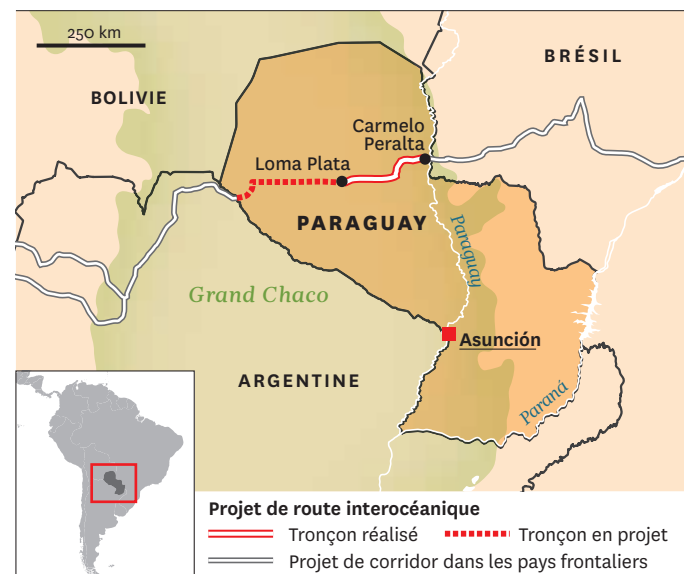 250 km
BRÉSIL
BOLIVIE
Carmelo
Peralta
Loma Plata
PARAGUAY
Paraguay
Grand Chaco
Asunción
ARGENTINE
Paraná
Projet de route interocéanique
Tronçon réalisé
Tronçon en projet
Projet de corridor dans les pays frontaliers